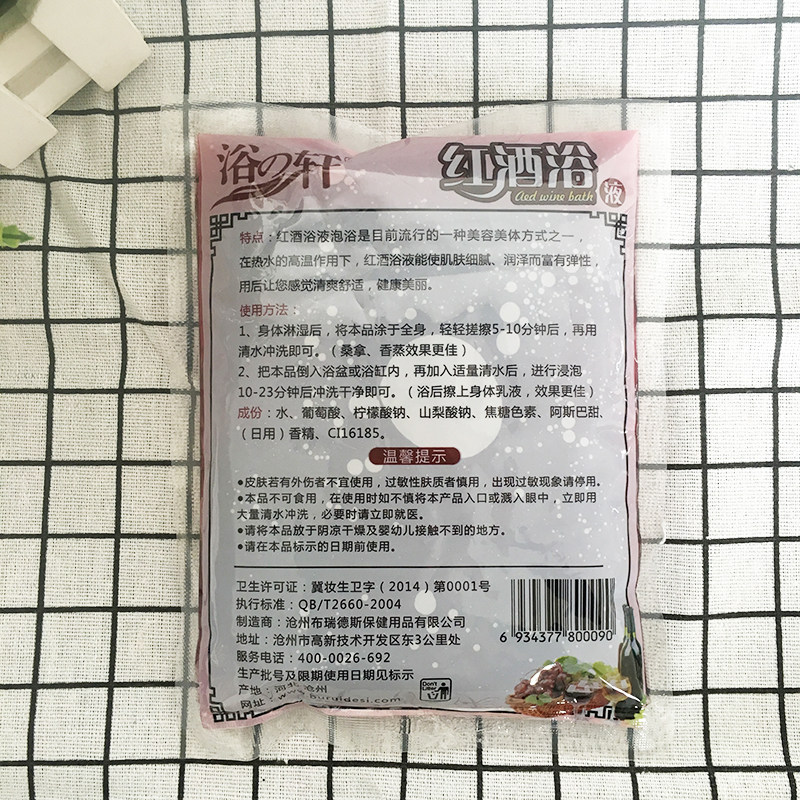 浴の轩
红酒浴
Red wine bath
液
特点：红酒浴液泡浴是目前流行的一种美容美体方式之一，
在热水的高温作用下，红酒浴液能使肌肤细腻、润泽而富有弹性，
用后让您感觉清爽舒适，健康美丽。
使用方法：
1、身体淋湿后，将本品涂于全身，轻轻搓擦5-10分钟后，再用
清水冲洗即可。（桑拿、香蒸效果更佳）
2、把本品倒入浴盆或浴缸内，再加入适量清水后，进行浸泡
10-23分钟后冲洗干净即可。（浴后擦上身体乳液，效果更佳）
成份：水、葡萄酸、柠檬酸钠、山梨酸钠、焦糖色素、阿斯巴甜、
（日用）香精、CI16185。
温馨提示
●皮肤若有外伤者不宜使用，过敏性肤质者慎用，出现过敏现象请停用。
●本品不可食用，在使用时如不慎将本产品入口或溅入眼中，立即用
大量清水冲洗，必要时请立即就医。
●请将本品放于阴凉干燥及婴幼儿接触不到的地方。
●请在本品标示的日期前使用。
卫生许可证：冀妆生卫字（2014）第0001号
执行标准：QB/T2660-2004
制造商：沧州布瑞德斯保健用品有限公司
地址：沧州市高新技术开发区东3公里处
服务电话：400-0026-692
生产批号及限期使用日期见标示
产地：河北 沧州
网址：www.buruidesi.com
Don't Litter
6 934377 800090